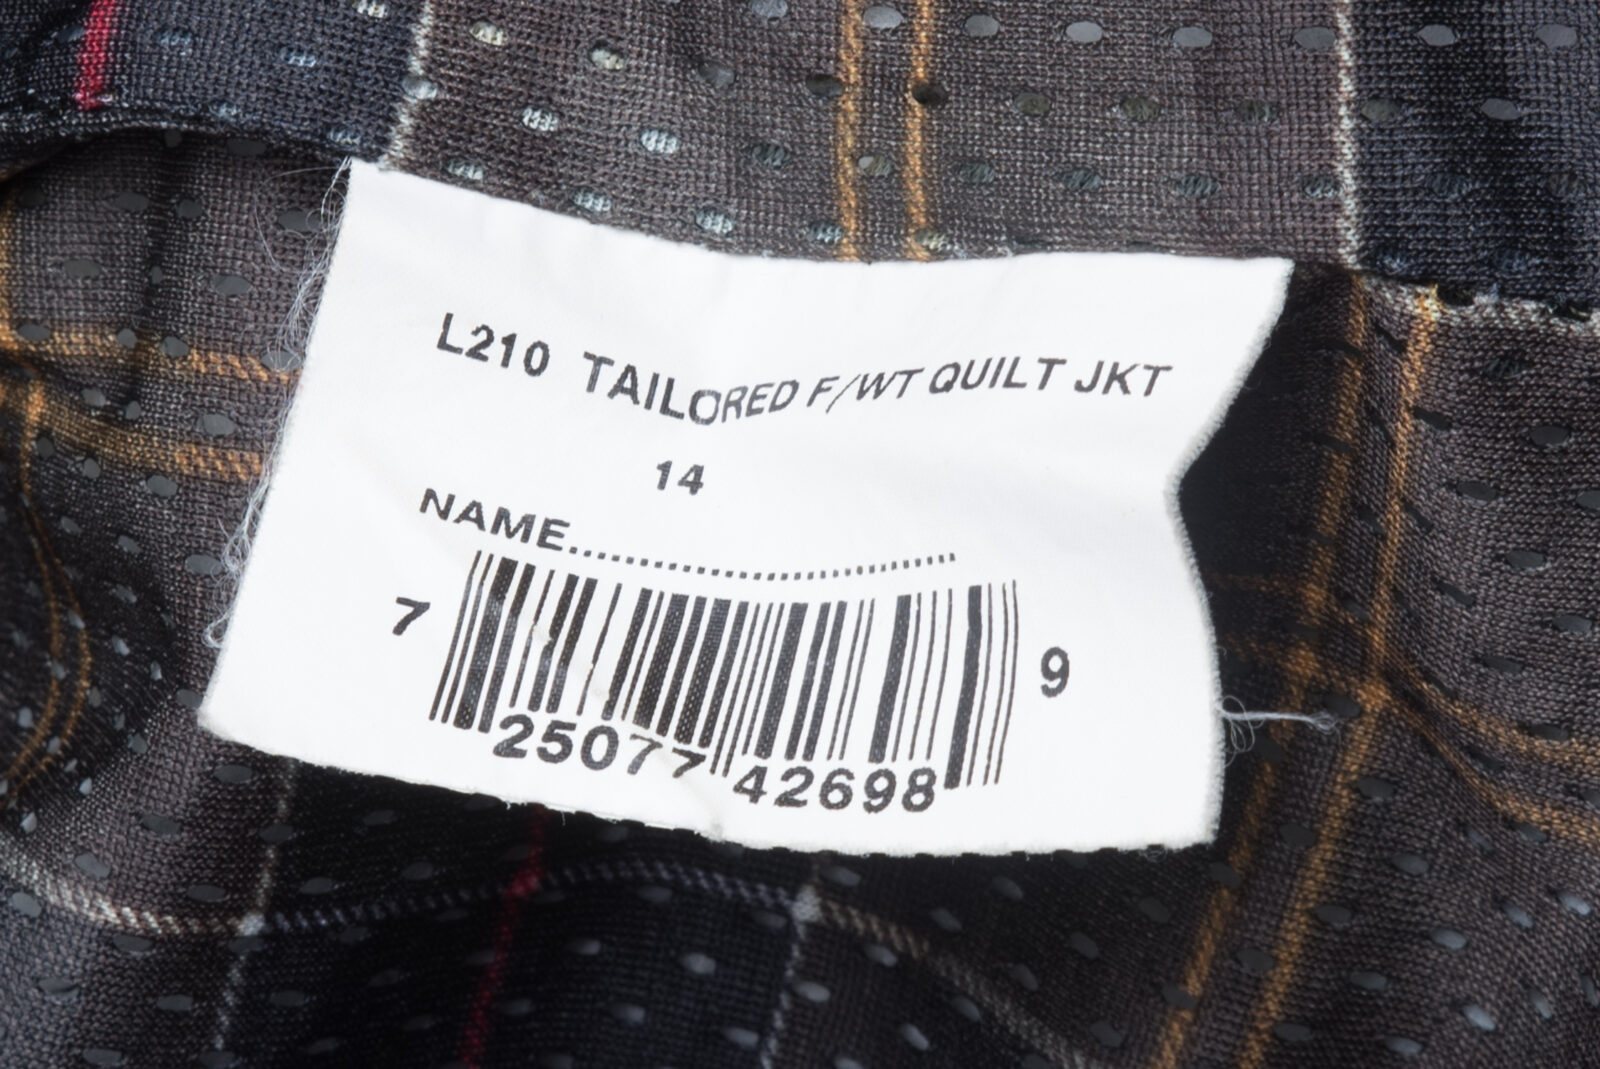 L210 TAILORED F/WT QUILT JKT
14
NAME..........................................
7 25077 42698 9